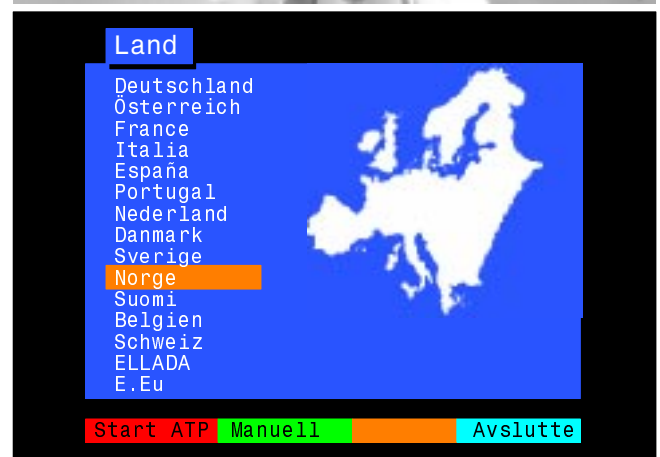 Land
Deutschland
Österreich
France
Italia
España
Portugal
Nederland
Danmark
Sverige
Norge
Suomi
Belgien
Schweiz
ELLADA
E.Eu
Start ATP Manuell Avslutte